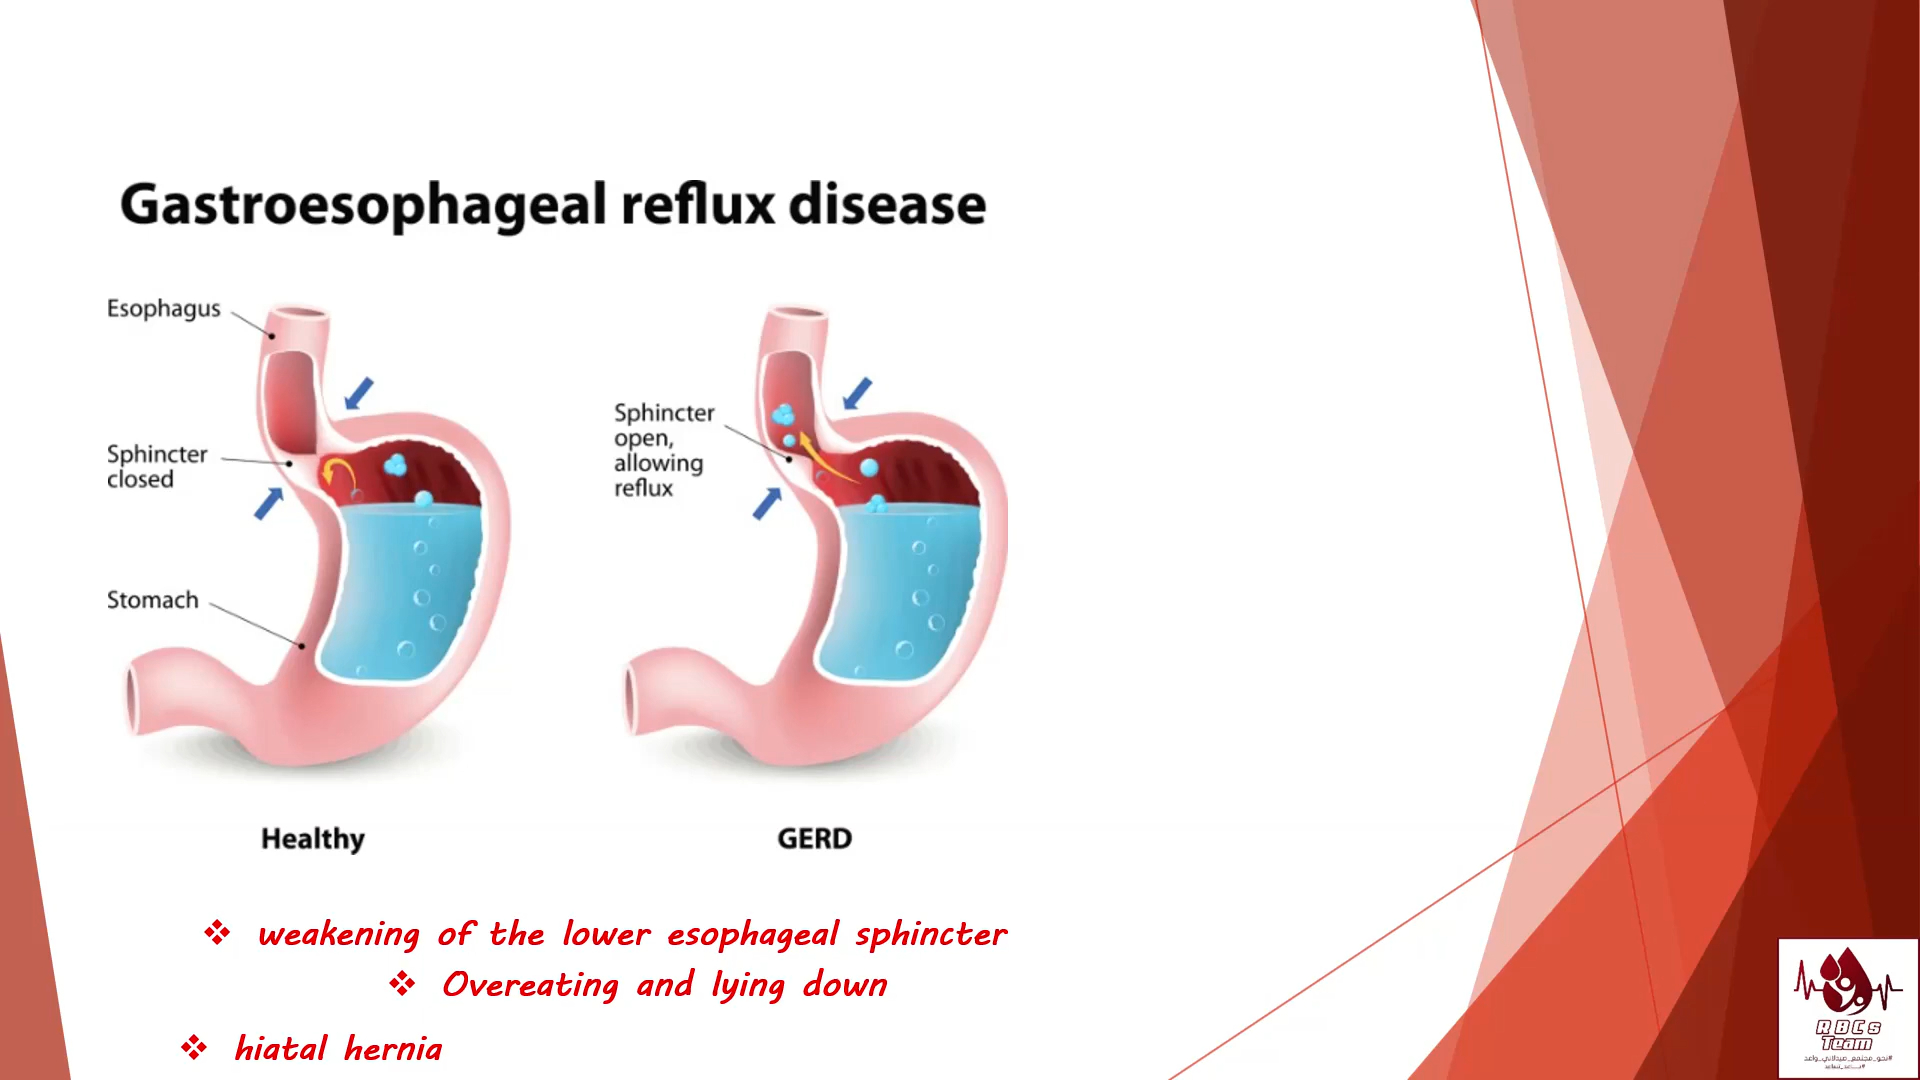 Gastroesophageal reflux disease
Esophagus
Sphincter
closed
Stomach
Healthy
Sphincter
open,
allowing
reflux
GERD
❖ weakening of the lower esophageal sphincter
❖ Overeating and lying down
❖ hiatal hernia
RBCs
Team
#نحو_مجتمع_صيدلاني_واعد